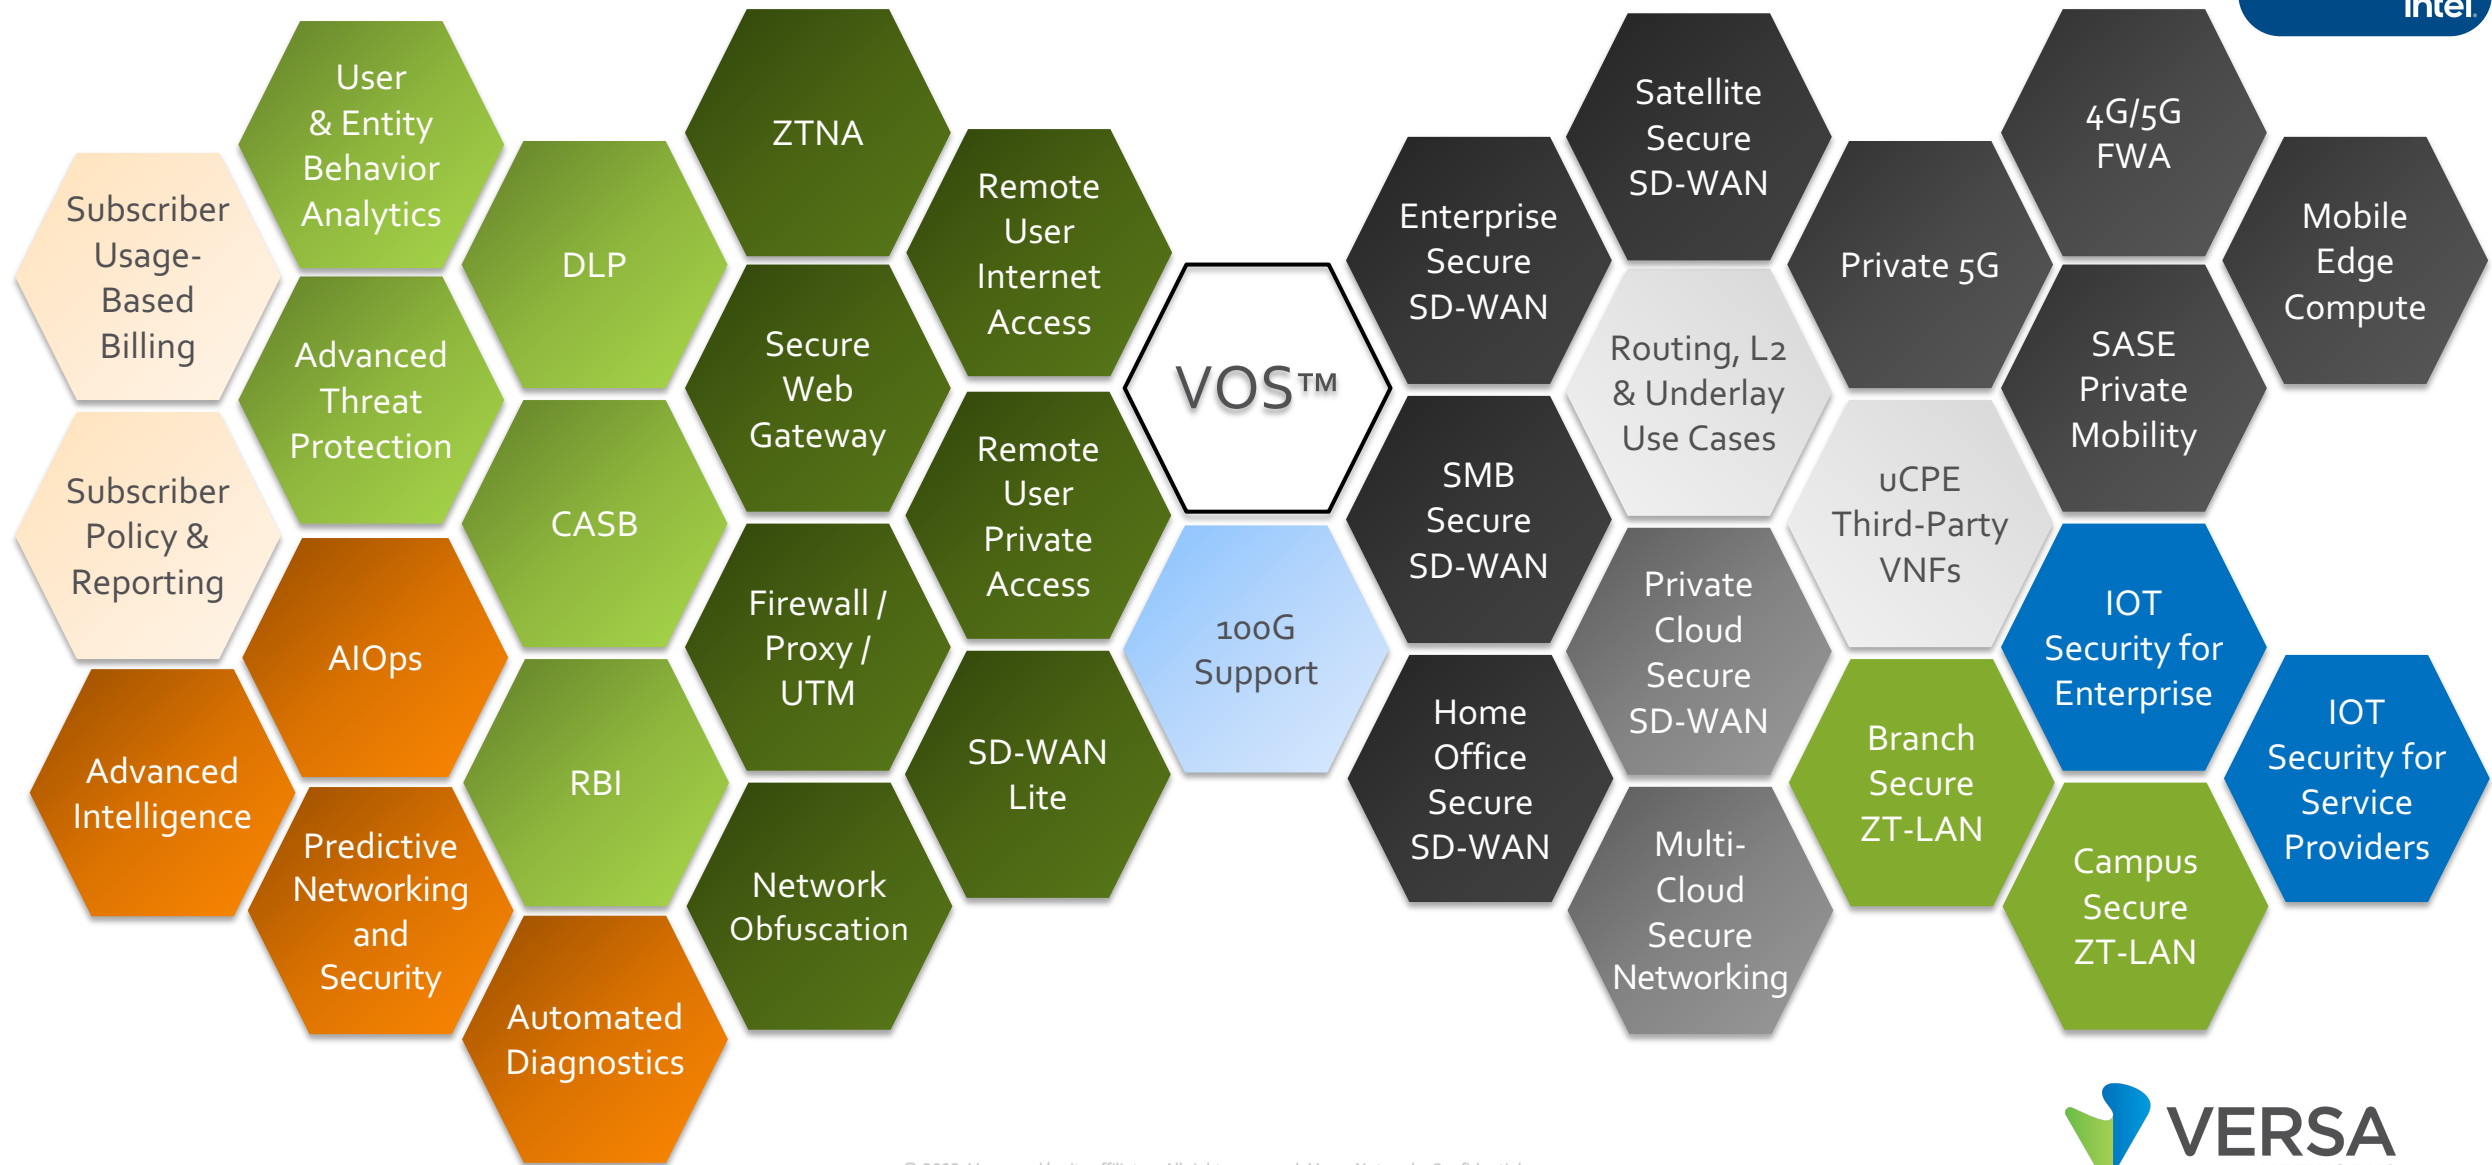 intel.
User
& Entity
Behavior
Analytics
ZTNA
Satellite
Secure
SD-WAN
4G/5G
FWA
Subscriber
Usage-
Based
Billing
DLP
Remote
User
Internet
Access
Enterprise
Secure
SD-WAN
Private 5G
Mobile
Edge
Compute
Advanced
Threat
Protection
Secure
Web
Gateway
VOS™
Routing, L2
& Underlay
Use Cases
SASE
Private
Mobility
Subscriber
Policy &
Reporting
CASB
Remote
User
Private
Access
SMB
Secure
SD-WAN
uCPE
Third-Party
VNFs
AIOps
Firewall /
Proxy /
UTM
100G
Support
Private
Cloud
Secure
SD-WAN
IOT
Security for
Enterprise
Advanced
Intelligence
RBI
SD-WAN
Lite
Home
Office
Secure
SD-WAN
Branch
Secure
ZT-LAN
IOT
Security for
Service
Providers
Predictive
Networking
and
Security
Network
Obfuscation
Multi-
Cloud
Secure
Networking
Campus
Secure
ZT-LAN
Automated
Diagnostics
VERSA